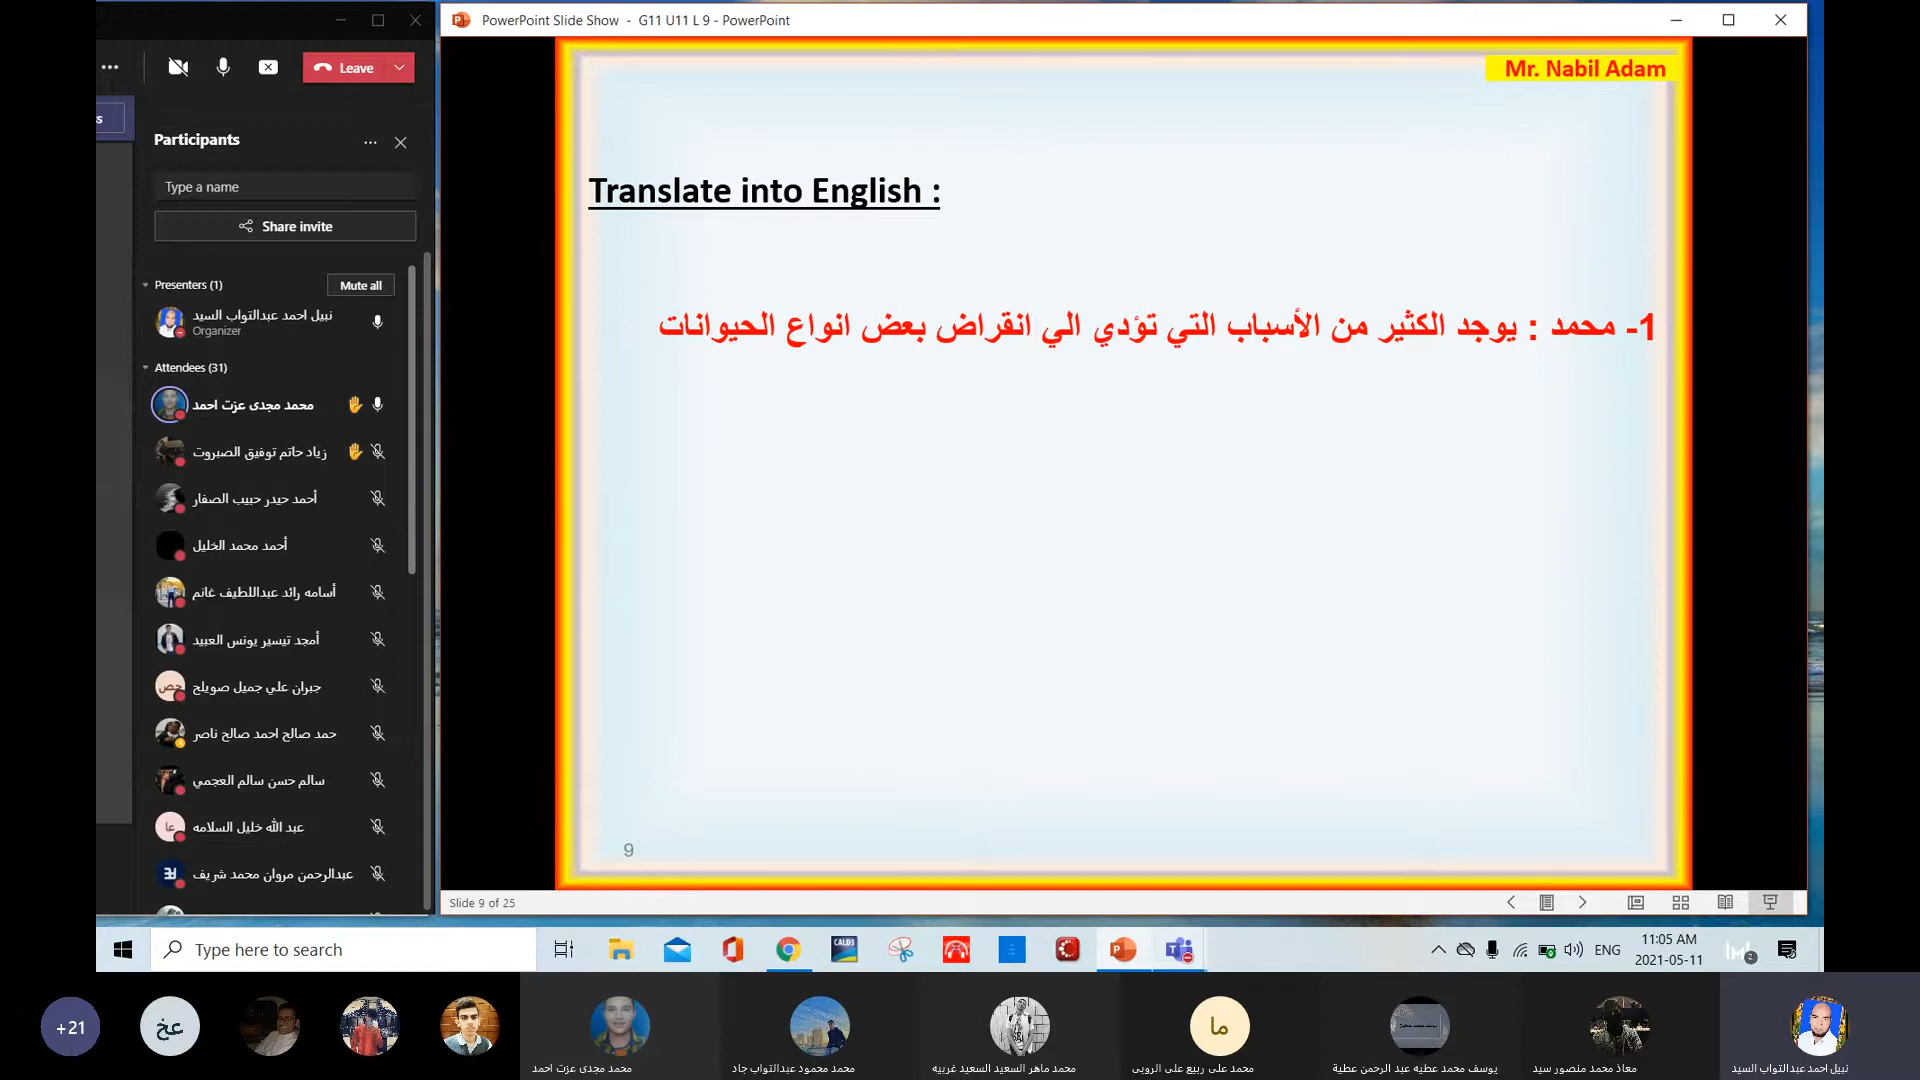 PowerPoint Slide Show - G11 U11 L 9 - PowerPoint
Leave
s
Participants
Type a name
Share invite
Presenters (1)
Mute all
نبيل احمد عبدالتواب السيد
Organizer
Attendees (31)
محمد مجدى عزت احمد
زياد حاتم توفيق الصبروت
أحمد حيدر حبيب الصفار
أحمد محمد الخليل
أسامه رائد عبداللطيف غانم
أمجد تيسير يونس العبيد
جص
جبران علي جميل صويلح
حمد صالح احمد صالح ناصر
سالم حسن سالم العجمي
عا
عبد الله خليل السلامه
عبدالرحمن مروان محمد شريف
Mr. Nabil Adam
Translate into English :
1- محمد : يوجد الكثير من الأسباب التي تؤدي الي انقراض بعض انواع الحيوانات
9
Slide 9 of 25
Type here to search
CALD3
ENG
11:05 AM
2021-05-11
2
+21
عخ
ما
محمد مجدى عزت احمد
محمد محمود عبدالتواب جاد
محمد ماهر السعيد السعيد غربيه
محمد على ربيع على الروبى
يوسف محمد عطيه عبد الرحمن عطية
معاذ محمد منصور سيد
نبيل احمد عبدالتواب السيد